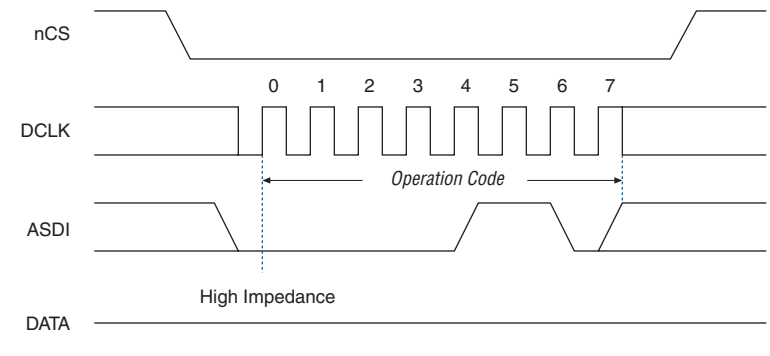 nCS
0 1 2 3 4 5 6 7
DCLK
Operation Code
ASDI
High Impedance
DATA